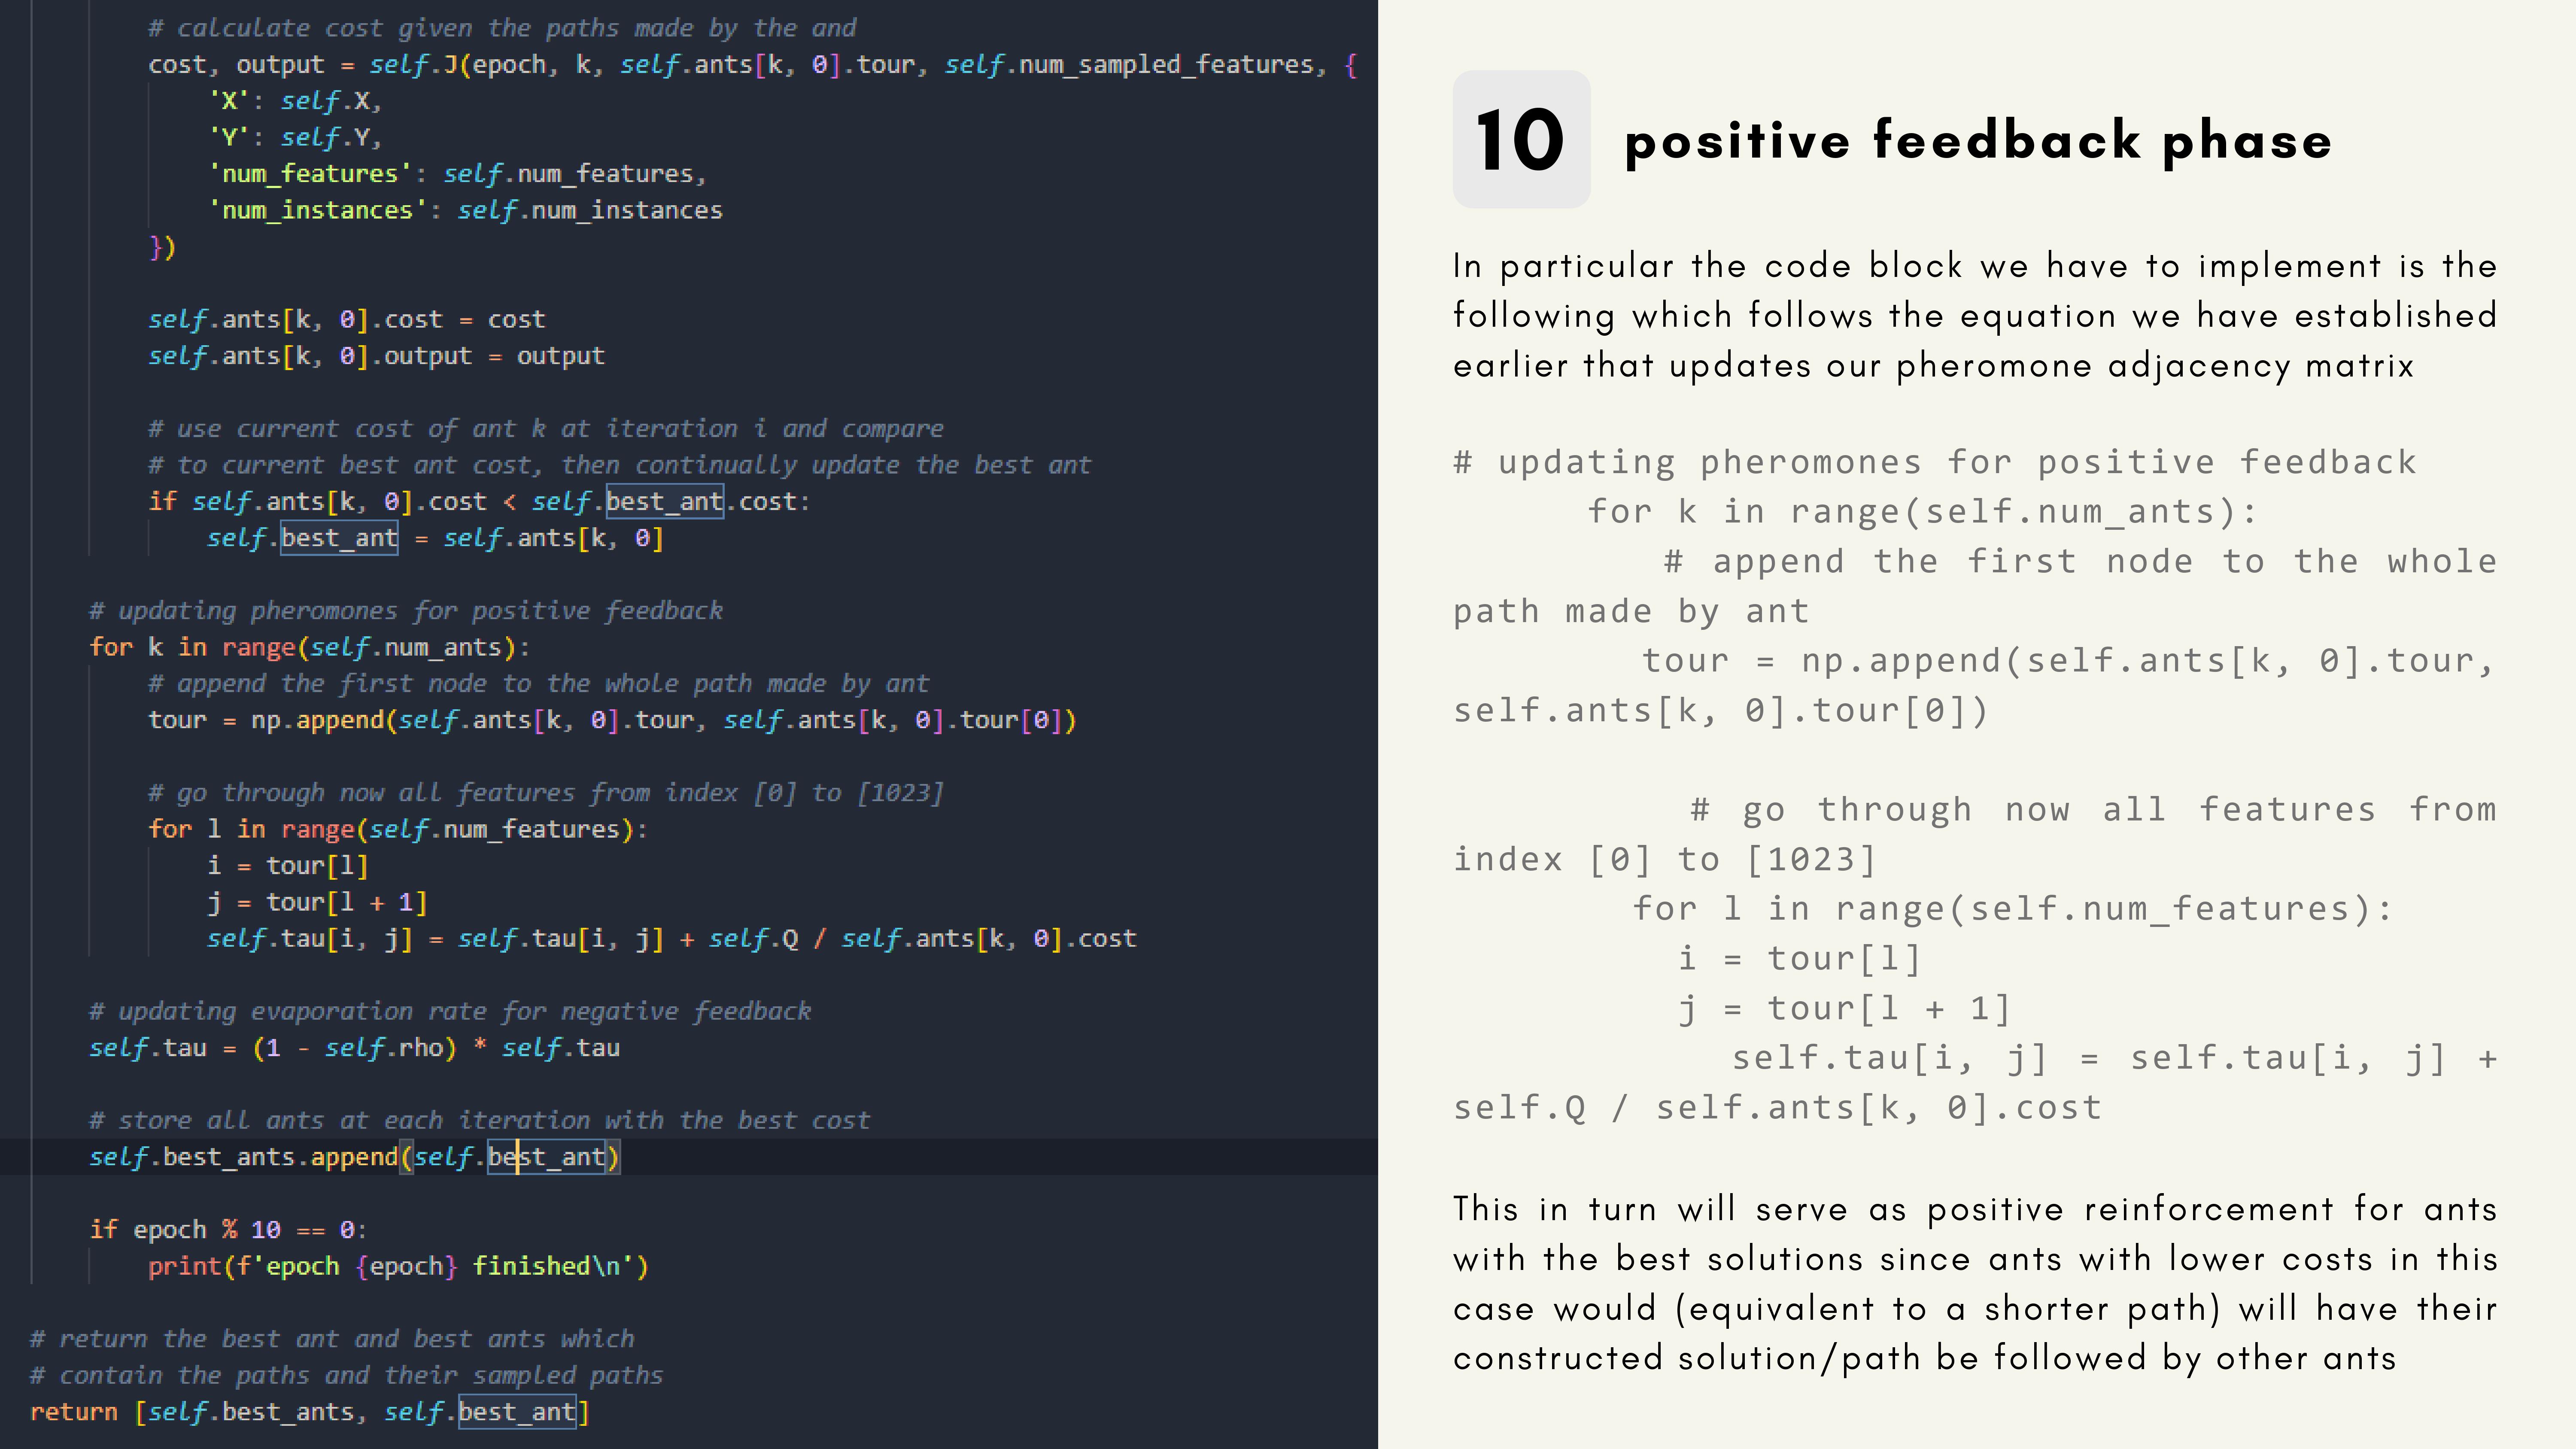 # calculate cost given the paths made by the and
cost, output = self.J(epoch, k, self.ants[k, 0].tour, self.num_sampled_features, {
'X': self.X,
'Y': self.Y,
'num_features': self.num_features,
'num_instances': self.num_instances
})
self.ants[k, 0].cost = cost
self.ants[k, 0].output = output
# use current cost of ant k at iteration i and compare
# to current best ant cost, then continually update the best ant
if self.ants[k, 0].cost < self.best_ant.cost:
self.best_ant = self.ants[k, 0]
# updating pheromones for positive feedback
for k in range(self.num_ants):
# append the first node to the whole path made by ant
tour = np.append(self.ants[k, 0].tour, self.ants[k, 0].tour[0])
# go through now all features from index [0] to [1023]
for l in range(self.num_features):
i = tour[l]
j = tour[l + 1]
self.tau[i, j] = self.tau[i, j] + self.Q / self.ants[k, 0].cost
# updating evaporation rate for negative feedback
self.tau = (1 - self.rho) * self.tau
# store all ants at each iteration with the best cost
self.best_ants.append(self.best_ant)
if epoch % 10 == 0:
print(f'epoch {epoch} finished\n')
# return the best ant and best ants which
# contain the paths and their sampled paths
return [self.best_ants, self.best_ant]
10 positive feedback phase
In particular the code block we have to implement is the
following which follows the equation we have established
earlier that updates our pheromone adjacency matrix
# updating pheromones for positive feedback
for k in range(self.num_ants):
# append the first node to the whole
path made by ant
tour = np.append(self.ants[k, 0].tour,
self.ants[k, 0].tour[0])
# go through now all features from
index [0] to [1023]
for l in range(self.num_features):
i = tour[l]
j = tour[l + 1]
self.tau[i, j] = self.tau[i, j] +
self.Q / self.ants[k, 0].cost
This in turn will serve as positive reinforcement for ants
with the best solutions since ants with lower costs in this
case would (equivalent to a shorter path) will have their
constructed solution/path be followed by other ants